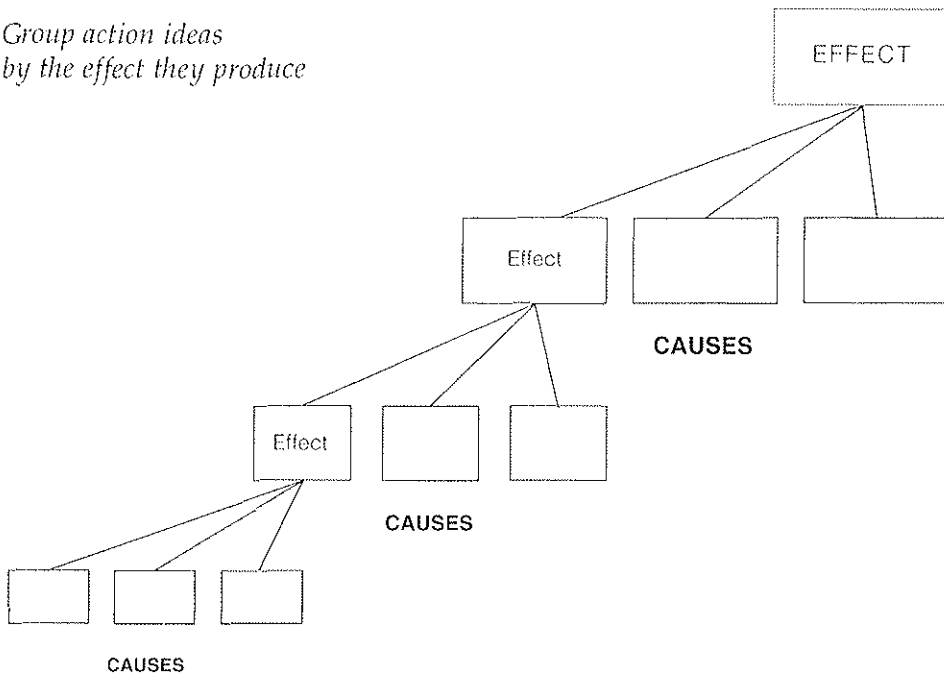 Group action ideas
by the effect they produce
EFFECT
Effect
CAUSES
Effect
CAUSES
CAUSES